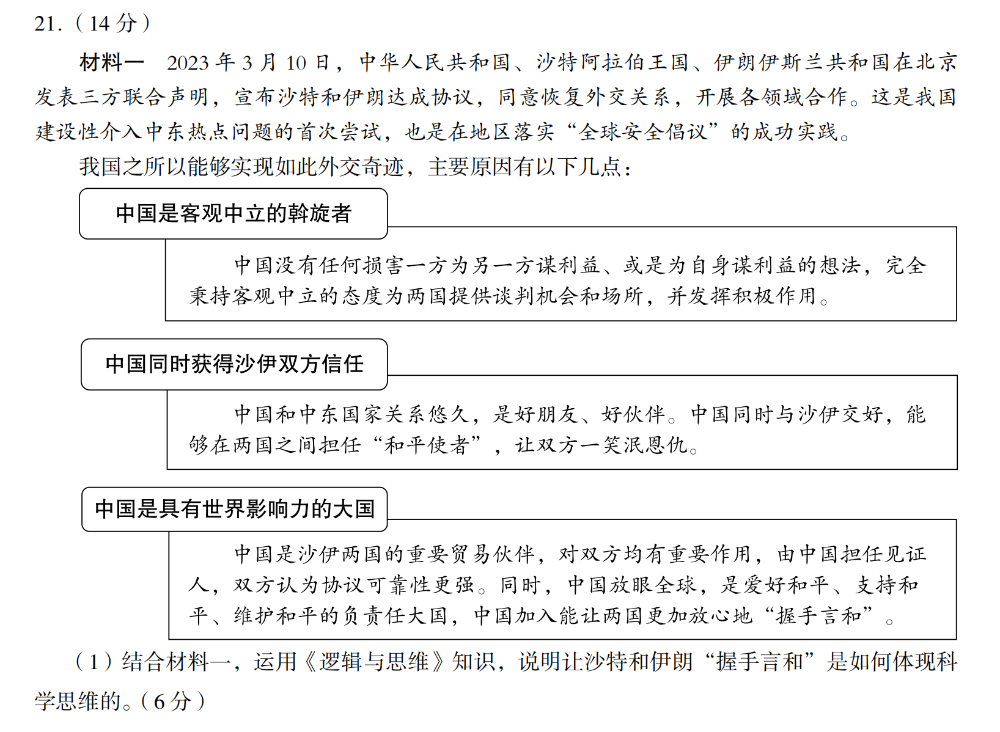 21.（14 分）
材料一　2023 年 3 月 10 日，中华人民共和国、沙特阿拉伯王国、伊朗伊斯兰共和国在北京
发表三方联合声明，宣布沙特和伊朗达成协议，同意恢复外交关系，开展各领域合作。这是我国
建设性介入中东热点问题的首次尝试，也是在地区落实“全球安全倡议”的成功实践。
我国之所以能够实现如此外交奇迹，主要原因有以下几点：
中国是客观中立的斡旋者
中国没有任何损害一方为另一方谋利益、或是为自身谋利益的想法，完全
秉持客观中立的态度为两国提供谈判机会和场所，并发挥积极作用。
中国同时获得沙伊双方信任
中国和中东国家关系悠久，是好朋友、好伙伴。中国同时与沙伊交好，能
够在两国之间担任“和平使者”，让双方一笑泯恩仇。
中国是具有世界影响力的大国
中国是沙伊两国的重要贸易伙伴，对双方均有重要作用，由中国担任见证
人，双方认为协议可靠性更强。同时，中国放眼全球，是爱好和平、支持和
平、维护和平的负责任大国，中国加入能让两国更加放心地“握手言和”。
（1）结合材料一，运用《逻辑与思维》知识，说明让沙特和伊朗“握手言和”是如何体现科
学思维的。（6 分）